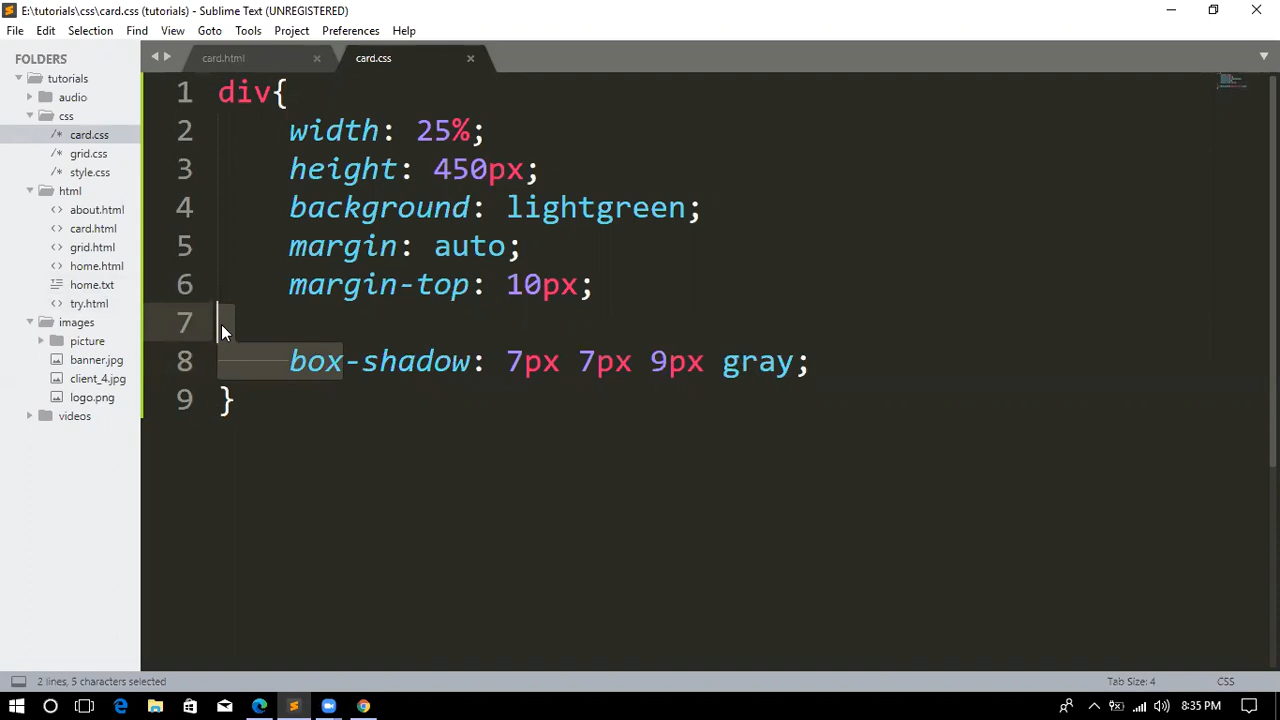 E:\tutorials\css\card.css (tutorials) - Sublime Text (UNREGISTERED)
File Edit Selection Find View Goto Tools Project Preferences Help
FOLDERS
tutorials
audio
css
/* card.css
/* grid.css
/* style.css
html
<> about.html
<> card.html
<> grid.html
<> home.html
home.txt
<> try.html
images
picture
banner.jpg
client_4.jpg
logo.png
videos
card.html × card.css ×
1 div{
2 width: 25%;
3 height: 450px;
4 background: lightgreen;
5 margin: auto;
6 margin-top: 10px;
7
8 box-shadow: 7px 7px 9px gray;
9 }
2 lines, 5 characters selected Tab Size: 4 CSS
8:35 PM